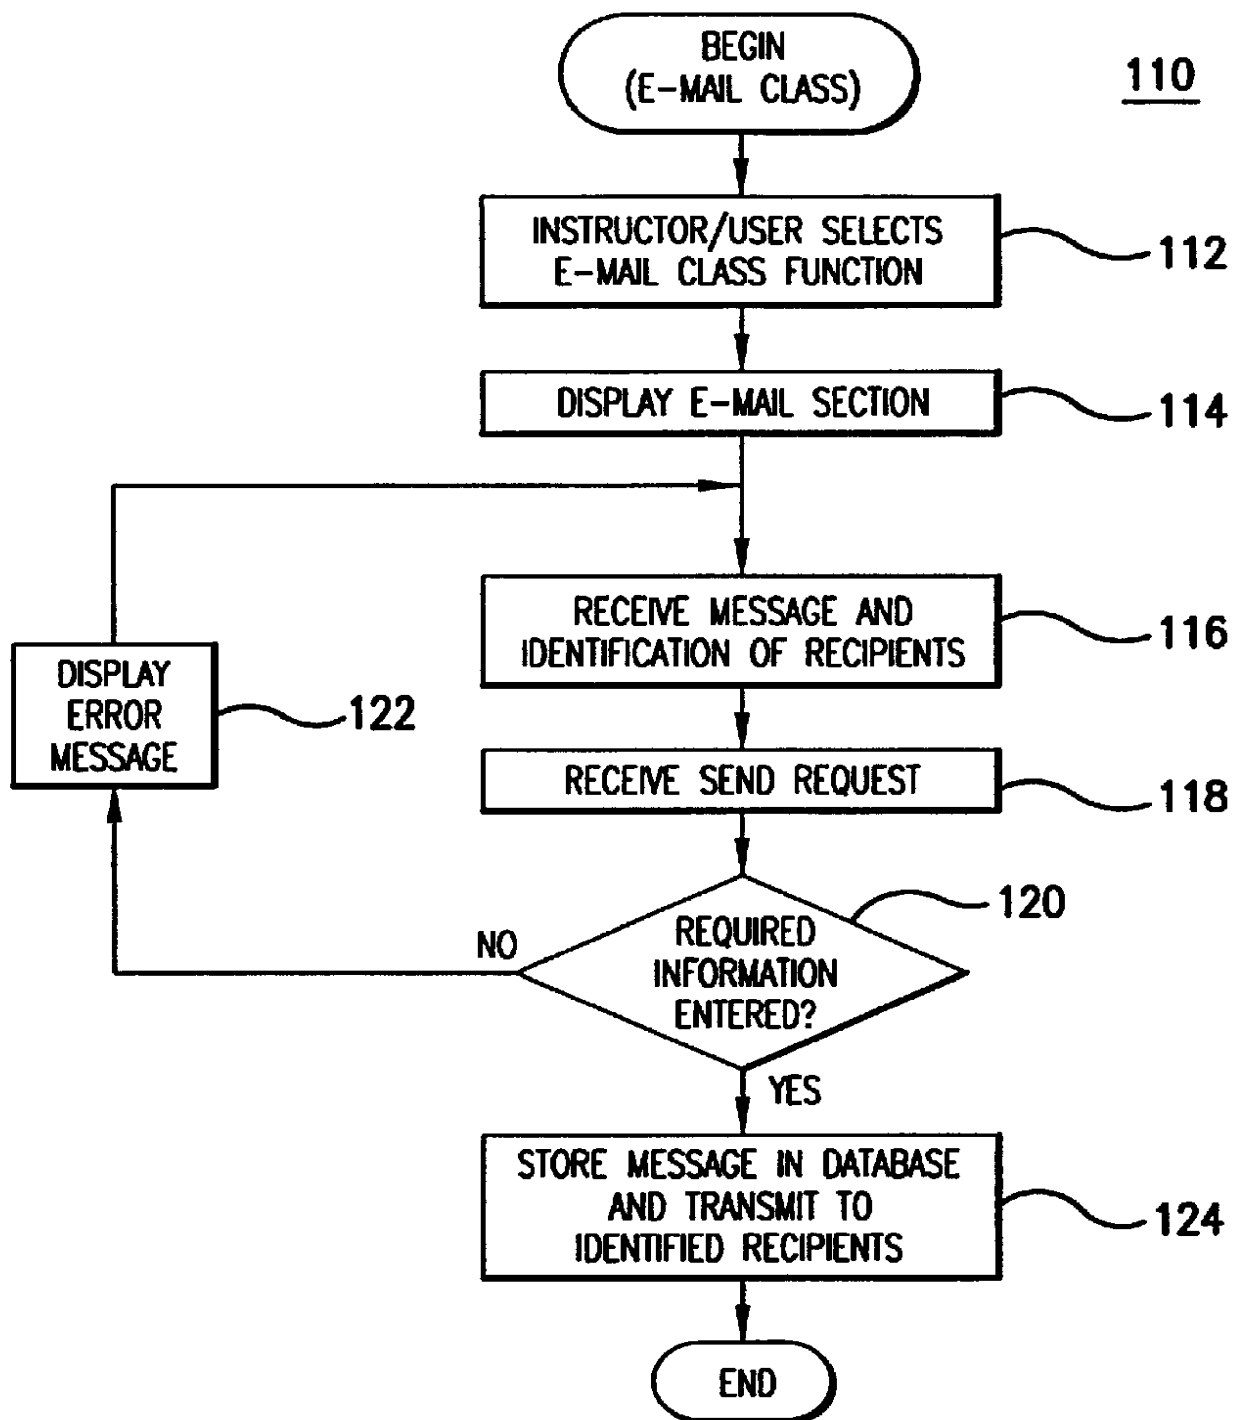 BEGIN
(E-MAIL CLASS)
110
INSTRUCTOR/USER SELECTS
E-MAIL CLASS FUNCTION
112
DISPLAY E-MAIL SECTION
114
RECEIVE MESSAGE AND
IDENTIFICATION OF RECIPIENTS
116
DISPLAY
ERROR
MESSAGE
122
RECEIVE SEND REQUEST
118
120
REQUIRED
INFORMATION
ENTERED?
NO
YES
STORE MESSAGE IN DATABASE
AND TRANSMIT TO
IDENTIFIED RECIPIENTS
124
END